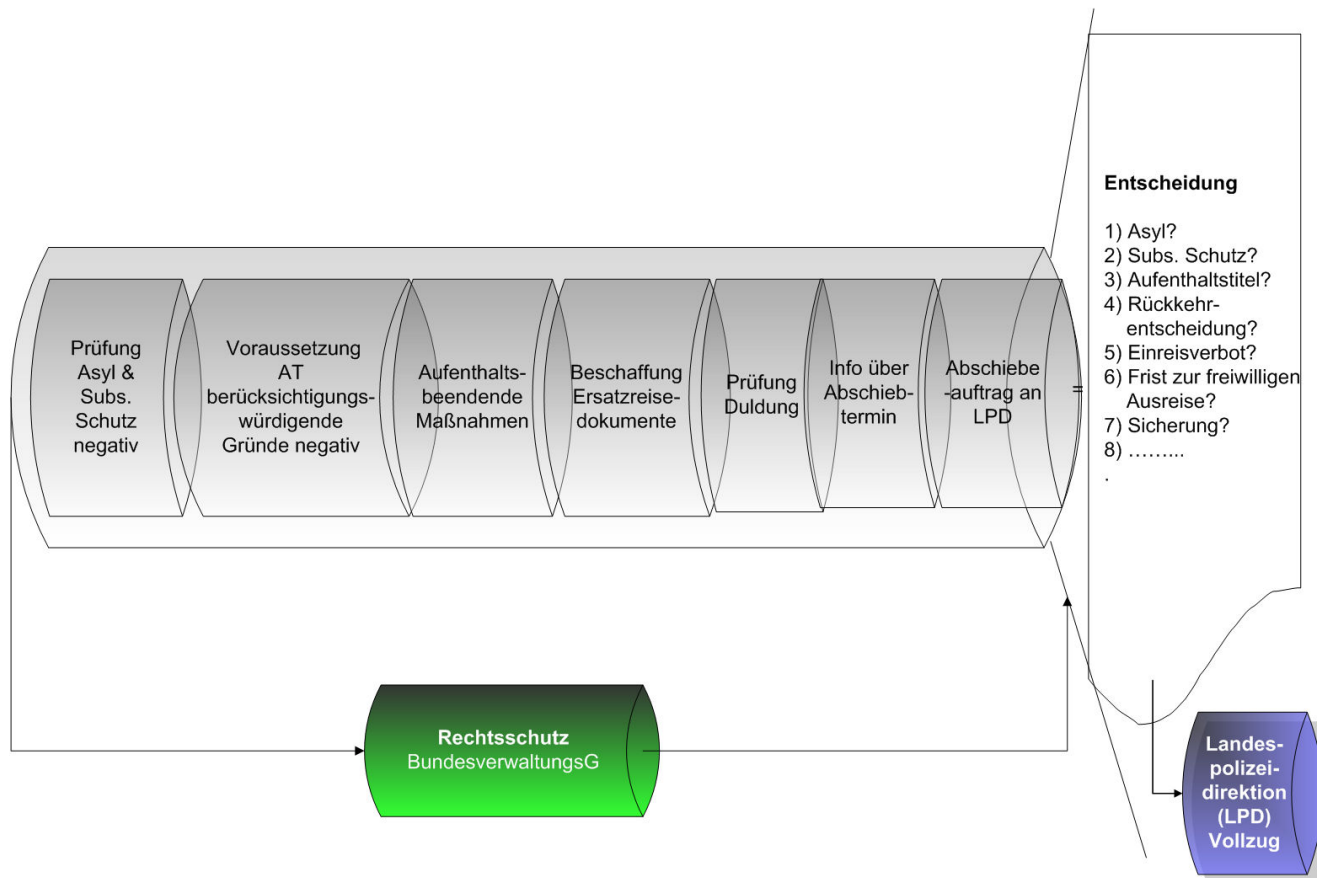 Prüfung
Asyl &
Subs.
Schutz
negativ
Voraussetzung
AT
berücksichtigungs-
würdigende
Gründe negativ
Aufenthalts-
beendende
Maßnahmen
Beschaffung
Ersatzreise-
dokumente
Prüfung
Duldung
Info über
Abschieb-
termin
Abschiebe
-auftrag an
LPD
=
Entscheidung
1) Asyl?
2) Subs. Schutz?
3) Aufenthaltstitel?
4) Rückkehr-
entscheidung?
5) Einreisverbot?
6) Frist zur freiwilligen
Ausreise?
7) Sicherung?
8) ……...
.
Rechtsschutz
BundesverwaltungsG
Landes-
polizei-
direktion
(LPD)
Vollzug